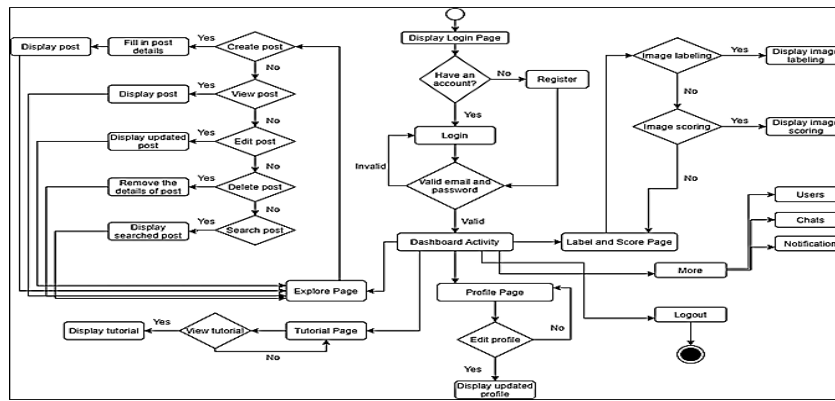 Display Login Page
Have an
account?
No
Register
Yes
Login
Invalid
Valid email and
password
Valid
Dashboard Activity
Display post
Fill in post
details
Yes
Create post
No
Display post
Yes
View post
No
Display updated
post
Yes
Edit post
No
Remove the
details of post
Yes
Delete post
No
Display
searched post
Yes
Search post
Explore Page
Display tutorial
Yes
View tutorial
No
Tutorial Page
Profile Page
Edit profile
No
Yes
Display updated
profile
Image labeling
Yes
Display image
labeling
No
Image scoring
Yes
Display image
scoring
No
Label and Score Page
More
Users
Chats
Notification
Logout